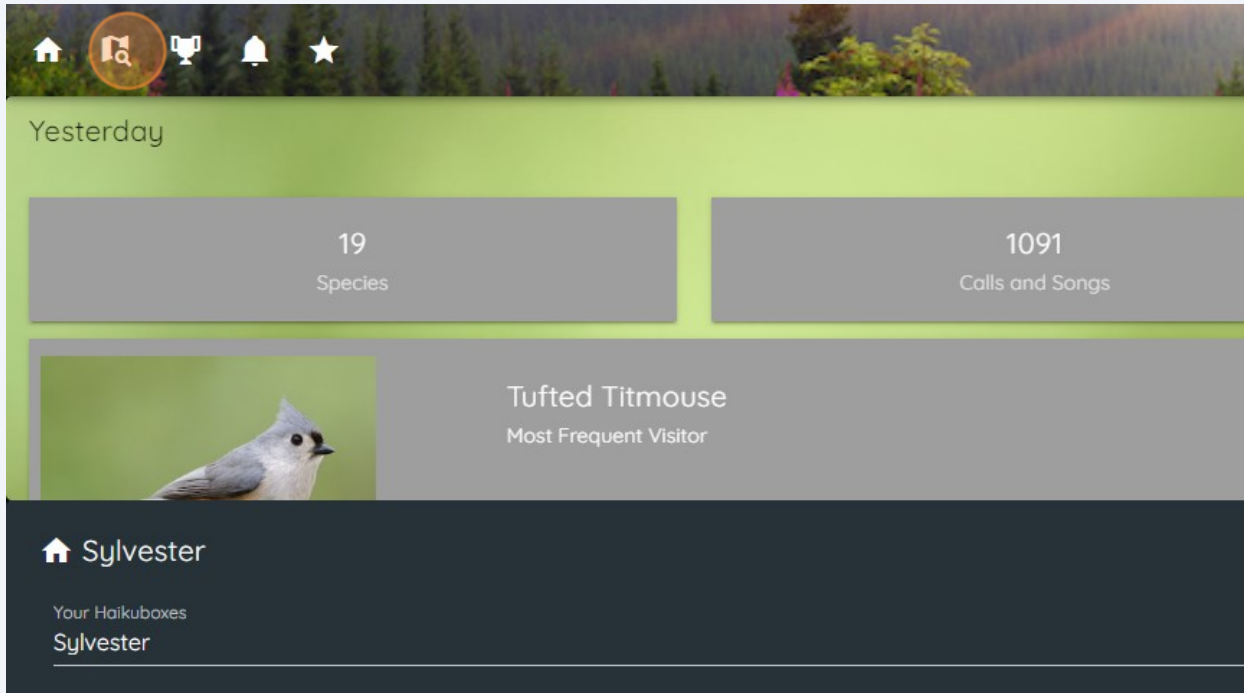 Yesterday
19
Species
1091
Calls and Songs
Tufted Titmouse
Most Frequent Visitor
Sylvester
Your Haikuboxes
Sylvester